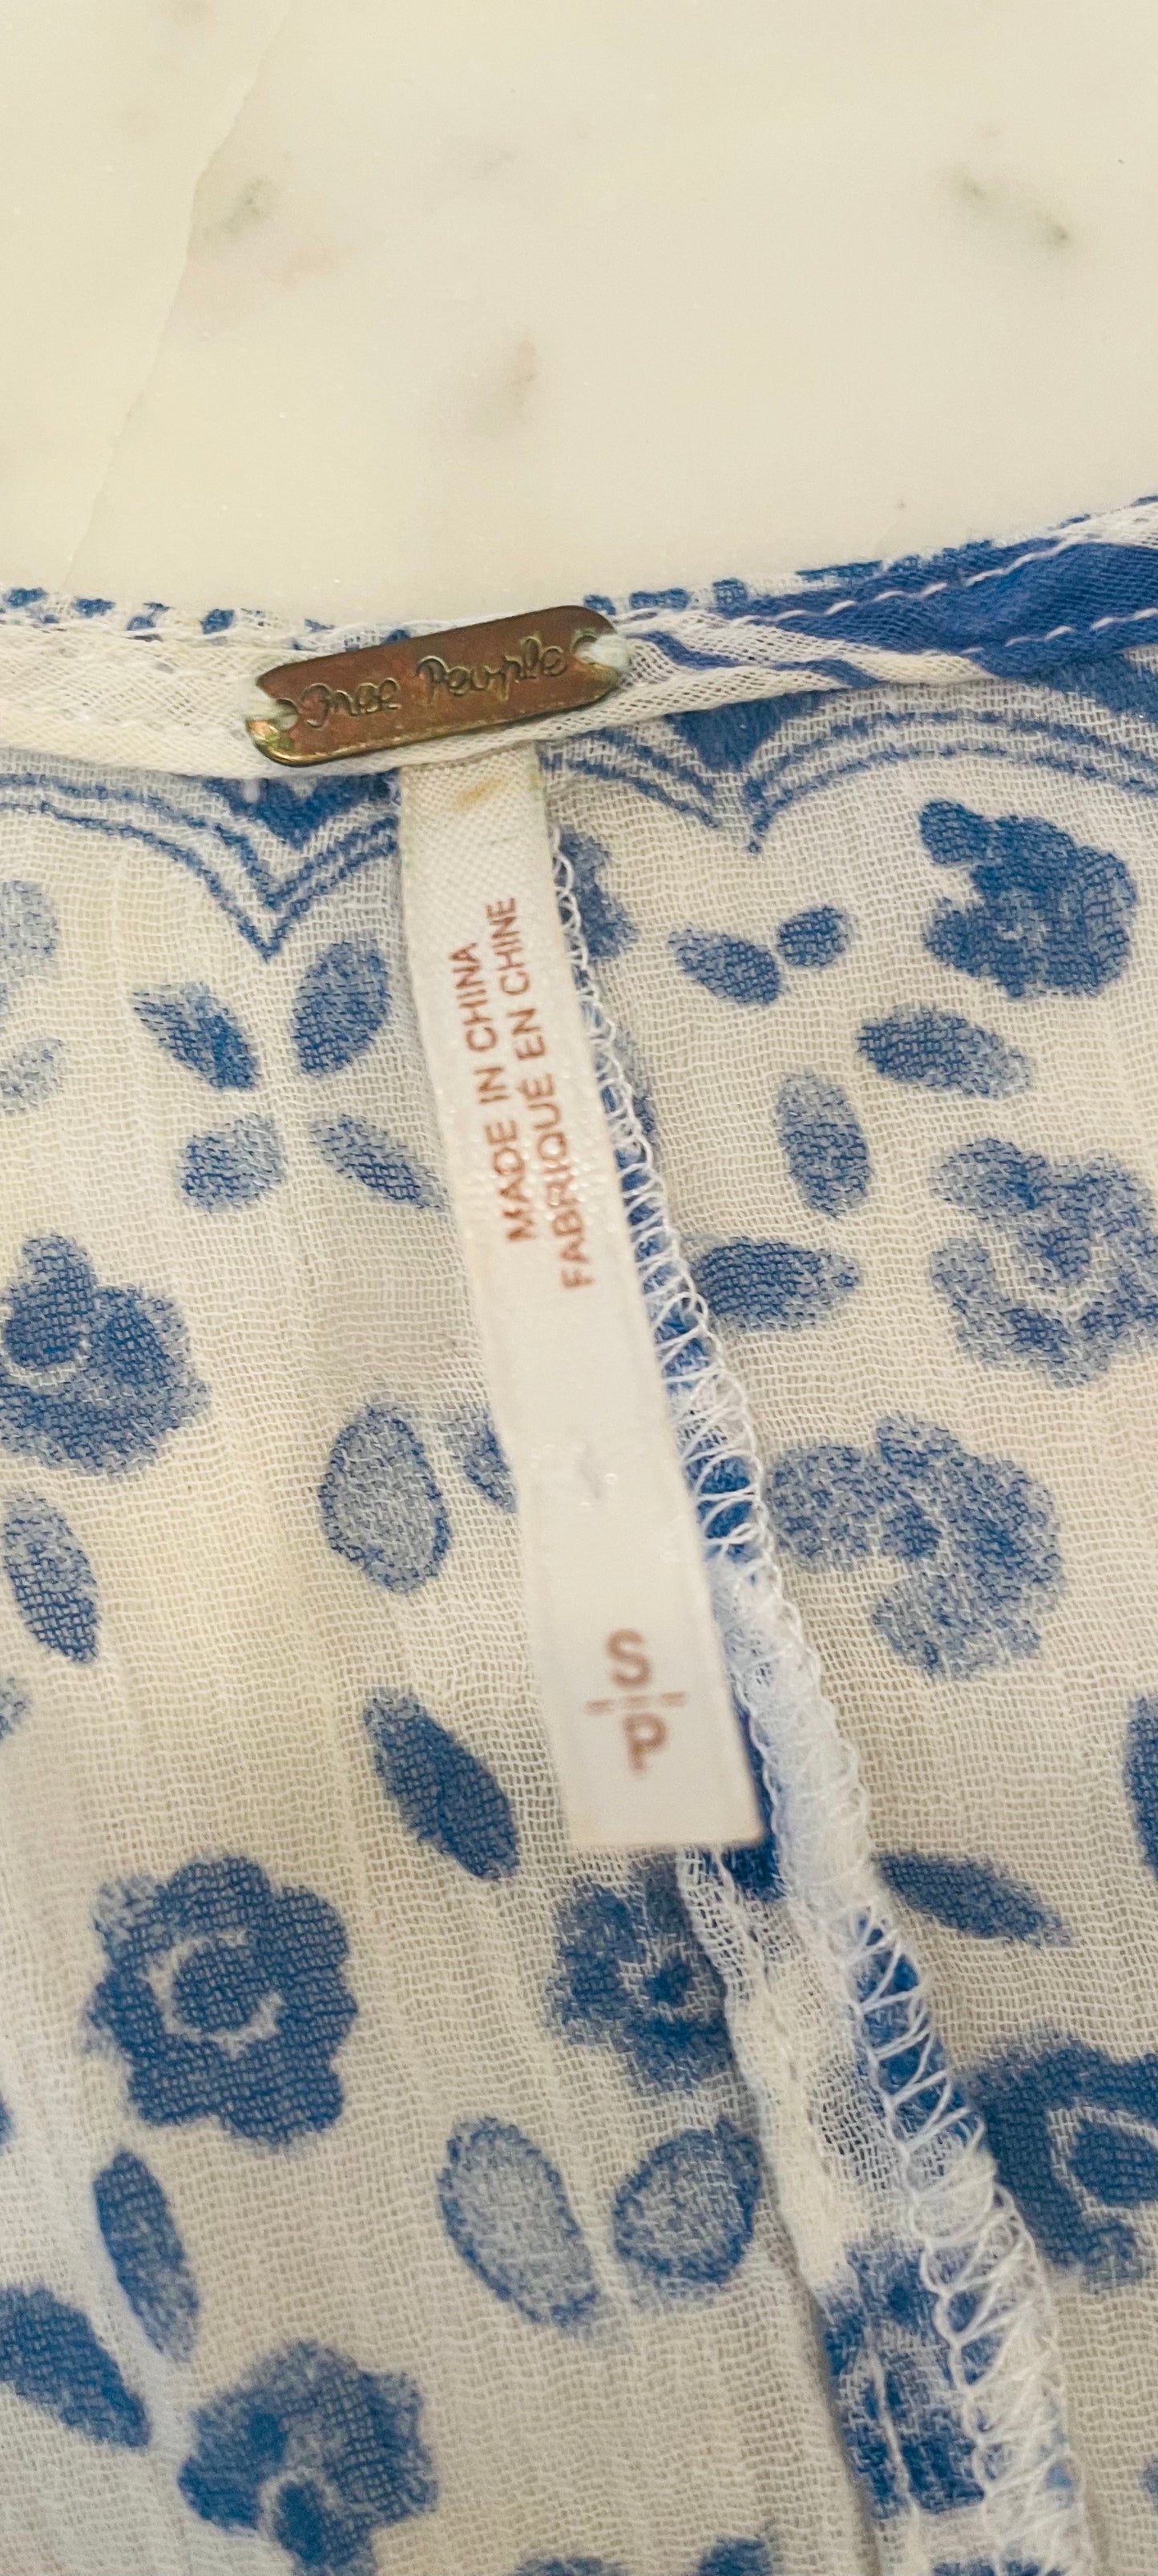 Free People
MADE IN CHINA
FABRIQUÉ EN CHINE
S
P